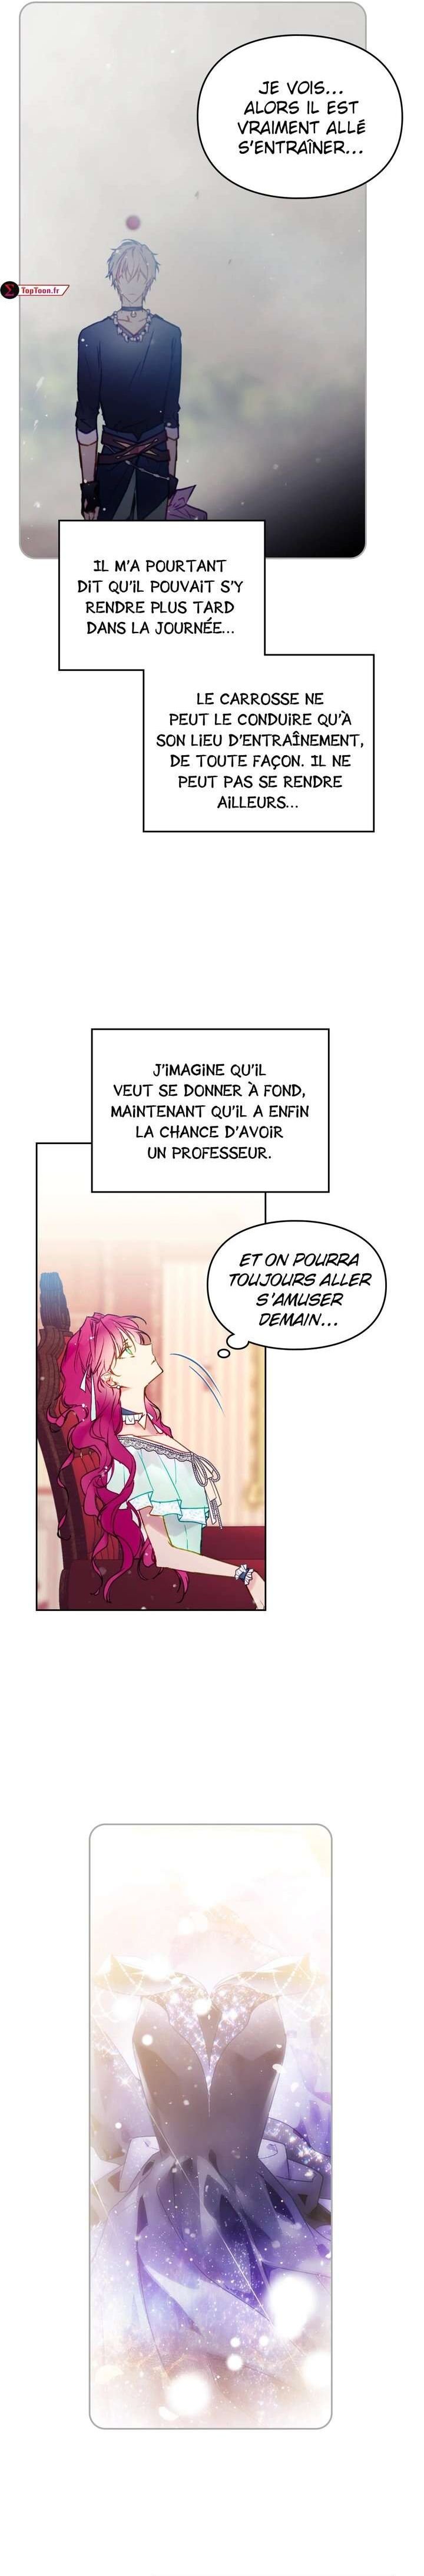 JE VOIS...
ALORS IL EST
VRAIMENT ALLÉ
S'ENTRAÎNER...
TopToon.fr
IL M'A POURTANT
DIT QU'IL POUVAIT S'Y
RENDRE PLUS TARD
DANS LA JOURNÉE...
LE CARROSSE NE
PEUT LE CONDUIRE QU'À
SON LIEU D'ENTRAÎNEMENT,
DE TOUTE FAÇON. IL NE
PEUT PAS SE RENDRE
AILLEURS...
J'IMAGINE QU'IL
VEUT SE DONNER À FOND,
MAINTENANT QU'IL A ENFIN
LA CHANCE D'AVOIR
UN PROFESSEUR.
ET ON POURRA
TOUJOURS ALLER
S'AMUSER
DEMAIN...